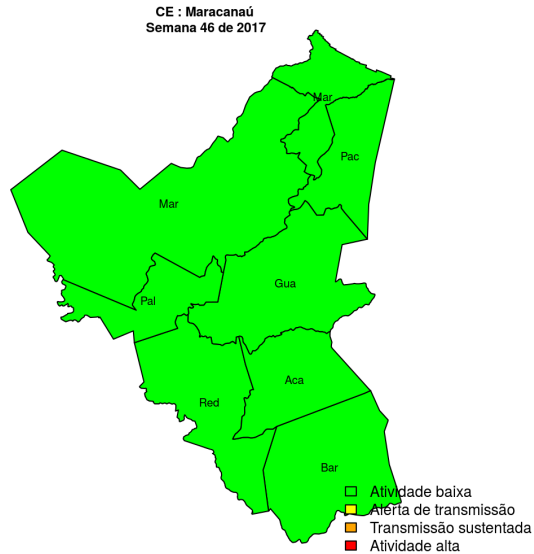 CE : Maracanaú
Semana 46 de 2017
Mar
Pac
Mar
Gua
Pal
Aca
Red
Bar
Atividade baixa
Alerta de transmissão
Transmissão sustentada
Atividade alta